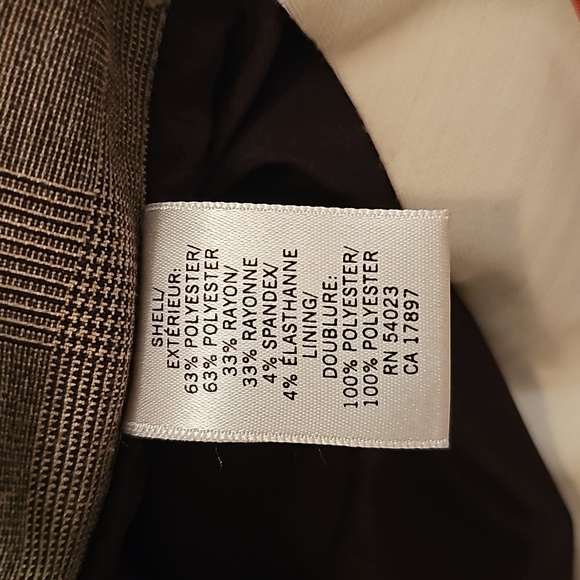 SHELL/
EXTÉRIEUR:
63% POLYESTER/
63% POLYESTER
33% RAYON/
33% RAYONNE
4% SPANDEX/
4% ÉLASTHANNE
LINING/
DOUBLURE:
100% POLYESTER/
100% POLYESTER
RN 54023
CA 17897